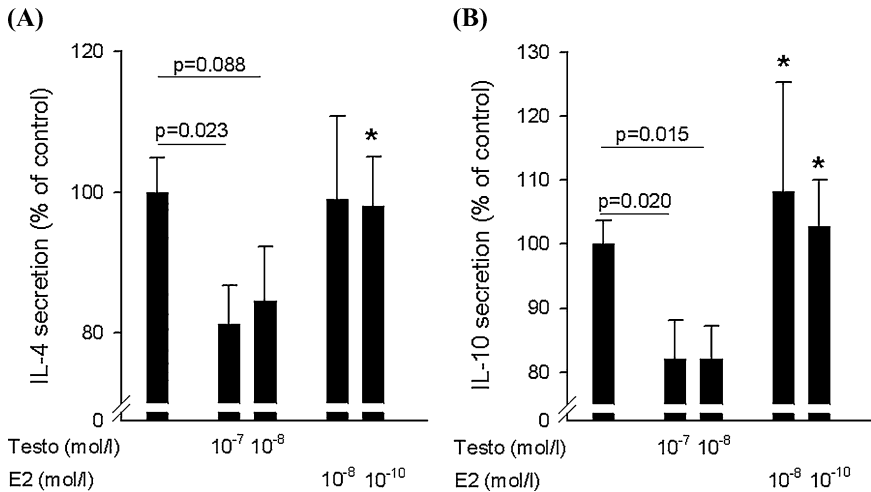 (A)
IL-4 secretion (% of control)
120
100
80
0
p=0.088
p=0.023
*
Testo (mol/l) 10⁻⁷ 10⁻⁸
E2 (mol/l) 10⁻⁸ 10⁻¹⁰
(B)
IL-10 secretion (% of control)
130
120
110
100
90
80
0
p=0.015
p=0.020
*
*
Testo (mol/l) 10⁻⁷ 10⁻⁸
E2 (mol/l) 10⁻⁸ 10⁻¹⁰